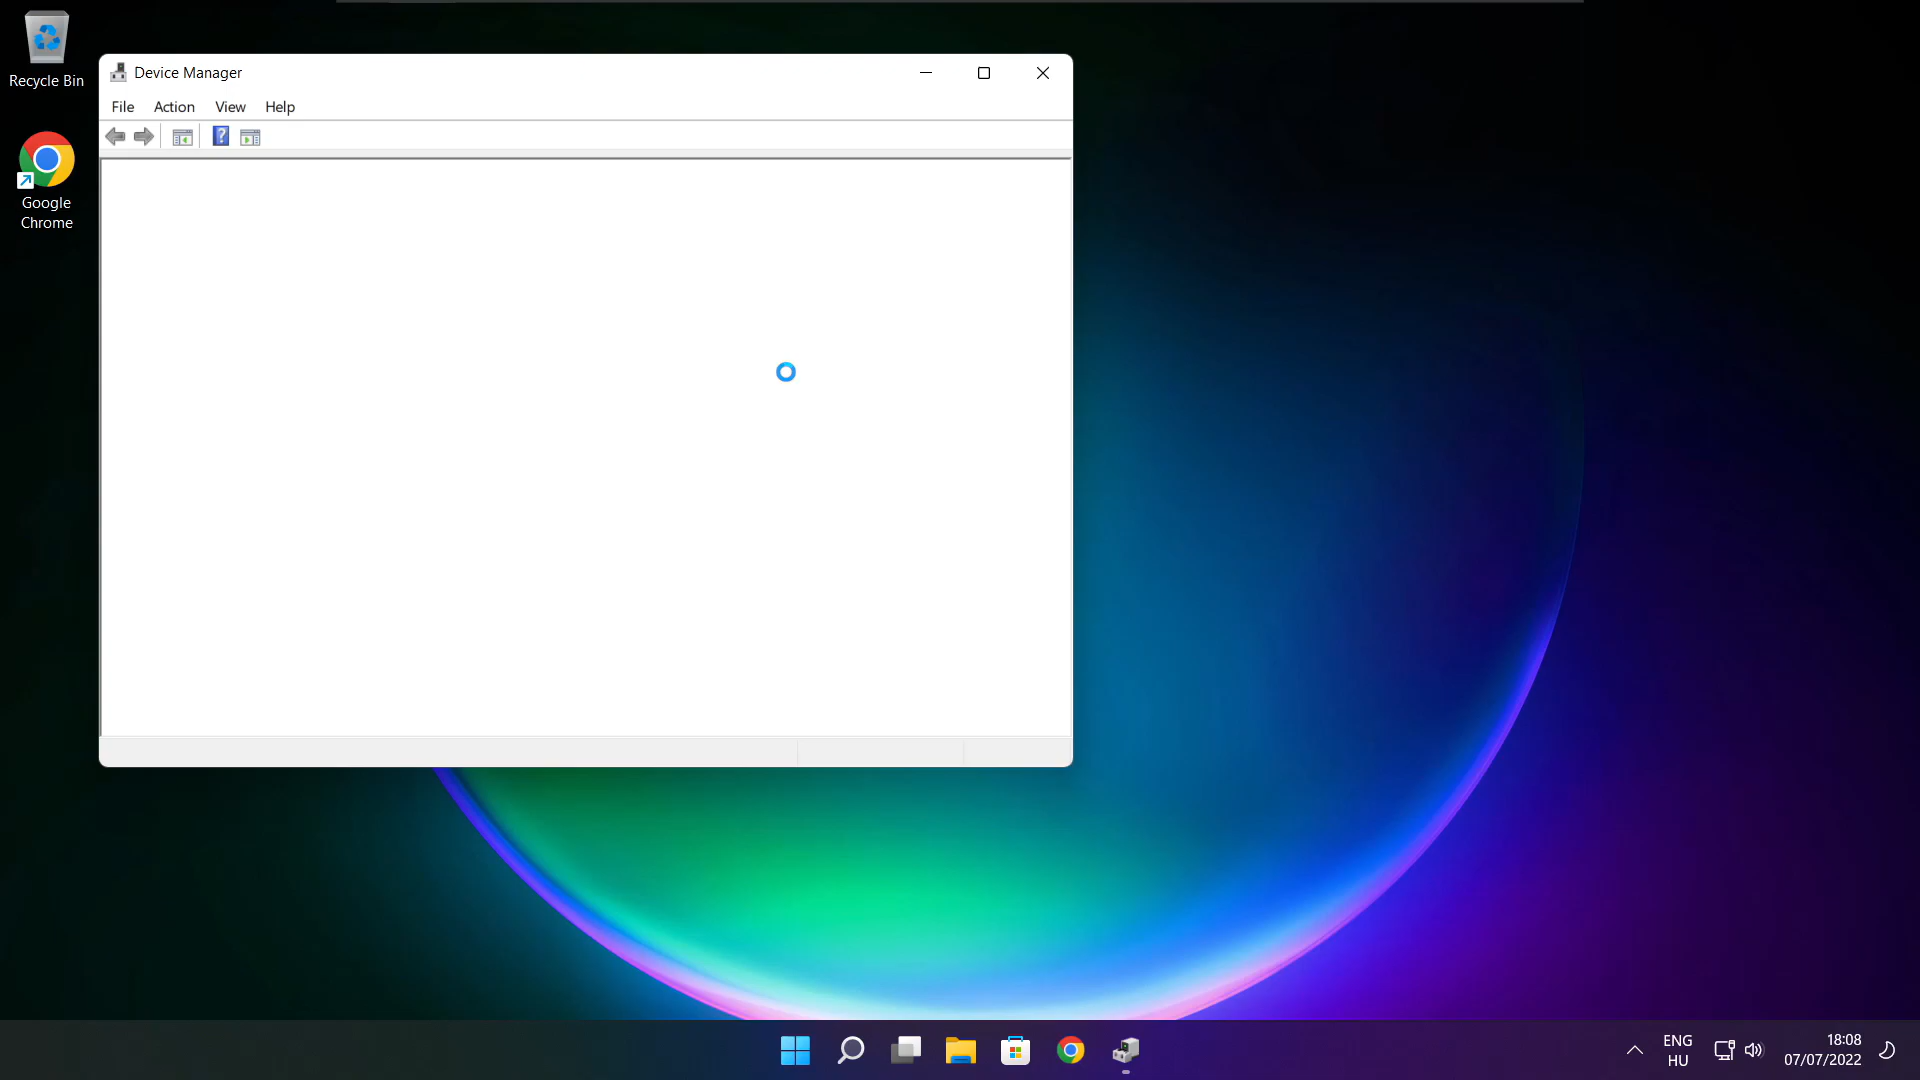 Recycle Bin
Google
Chrome
Device Manager
File Action View Help
?
ENG
HU
18:08
07/07/2022